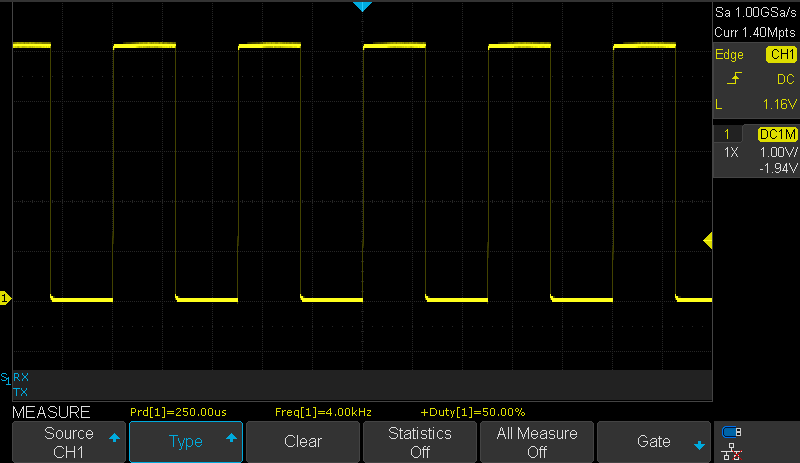 Sa 1.00GSa/s
Curr 1.40Mpts
Edge CH1
DC
L 1.16V
1 DC1M
1X 1.00V/
-1.94V
1
S1 RX
TX
MEASURE Prd[1]=250.00us Freq[1]=4.00kHz +Duty[1]=50.00%
Source
CH1
Type
Clear
Statistics
Off
All Measure
Off
Gate